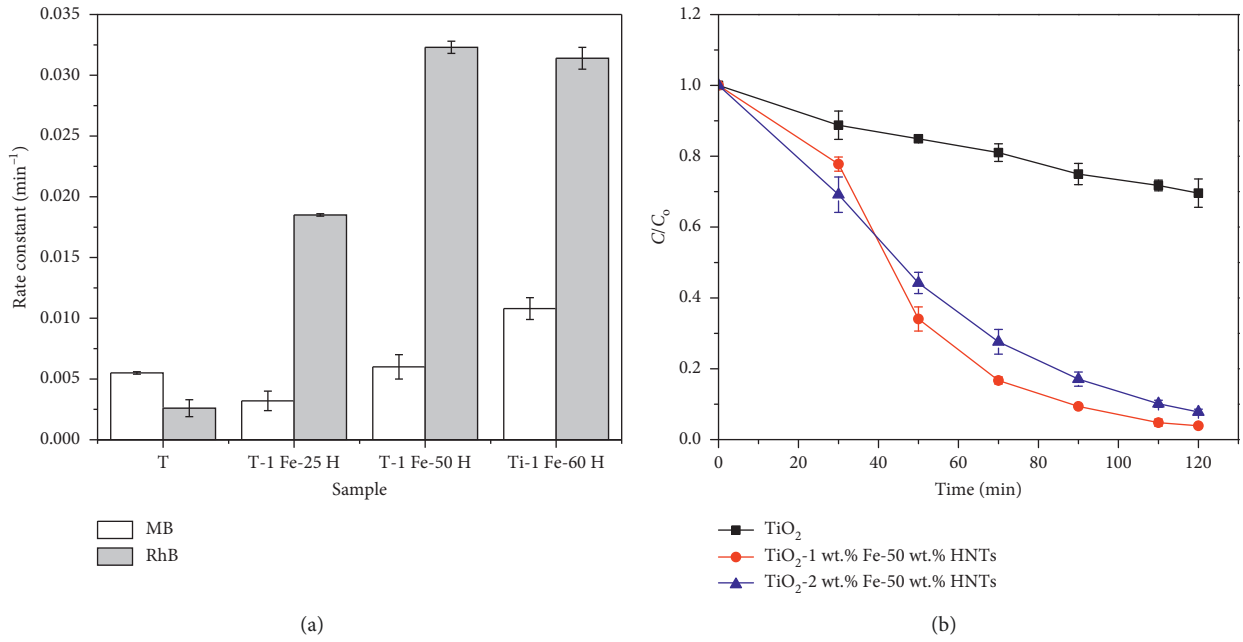 0.035
0.030
0.025
0.020
0.015
0.010
0.005
0.000
Rate constant (min⁻¹)
T
T-1 Fe-25 H
T-1 Fe-50 H
Ti-1 Fe-60 H
Sample
MB
RhB
(a)
1.2
1.0
0.8
0.6
0.4
0.2
0.0
C/Cₒ
0 20 40 60 80 100 120
Time (min)
TiO₂
TiO₂-1 wt.% Fe-50 wt.% HNTs
TiO₂-2 wt.% Fe-50 wt.% HNTs
(b)